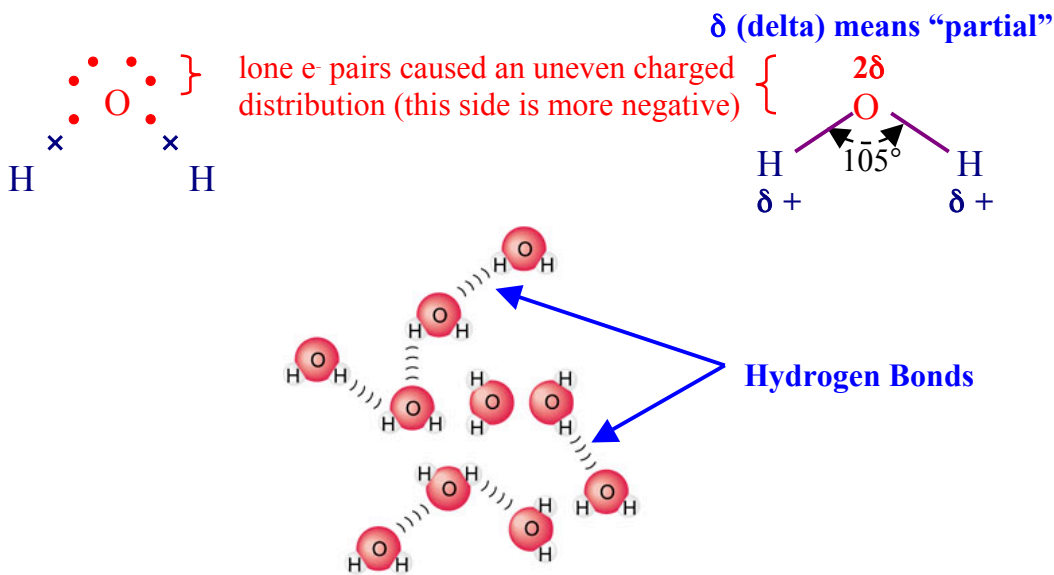 δ (delta) means “partial”
lone e- pairs caused an uneven charged
distribution (this side is more negative)
O
H H
2δ
O
105°
H H
δ + δ +
O
H H
O
H H
O
H H
O
H H
H
O
H
H
O
H
Hydrogen Bonds
H H
O
O
H H
H
O
H
O
H H